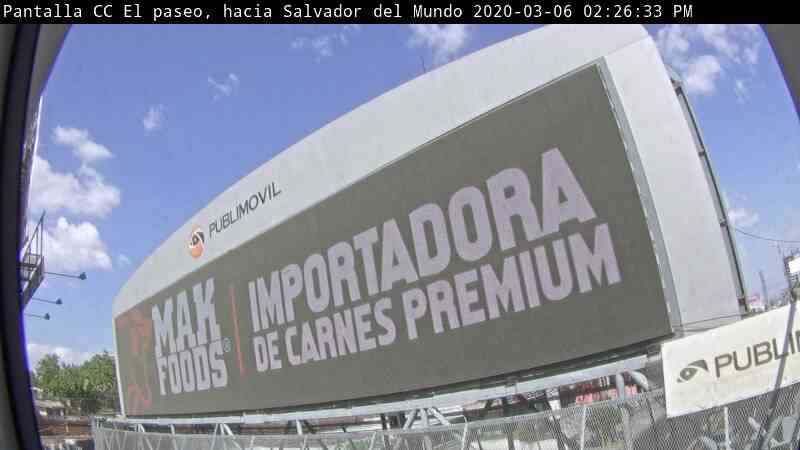 Pantalla CC El paseo, hacia Salvador del Mundo 2020-03-06 02:26:33 PM
PUBLIMOVIL
MAK
FOODS®
IMPORTADORA
DE CARNES PREMIUM
PUBLI